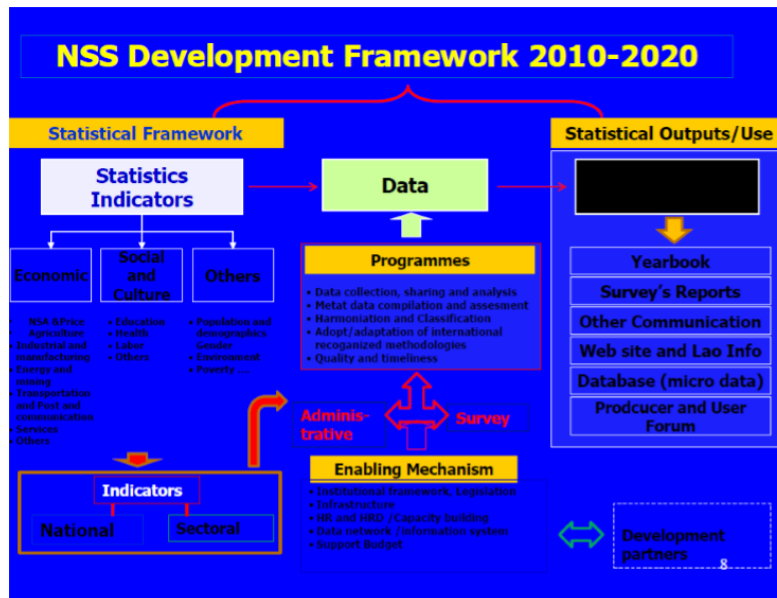 NSS Development Framework 2010-2020
Statistical Framework
Statistical Outputs/Use
Statistics
Indicators
Data
Economic
Social
and
Culture
Others
• NSA &Price
• Agriculture
• Industrial and
manufacturing
• Energy and
mining
• Transportation
and Post and
communication
• Services
• Others
• Education
• Health
• Labor
• Others
• Population and
demographics
Gender
• Environment
• Poverty ....
Programmes
• Data collection, sharing and analysis
• Metat data compilation and assesment
• Harmoniation and Classification
• Adopt/adaptation of international
recoganized methodologies
• Quality and timeliness
Yearbook
Survey's Reports
Other Communication
Web site and Lao Info
Database (micro data)
Prodcucer and User
Forum
Adminis-
trative
Survey
Indicators
National
Sectoral
Enabling Mechanism
• Institutional framework, Legislation
• Infrastructure
• HR and HRD /Capacity building
• Data network /information system
• Support Budget
Development
partners
8